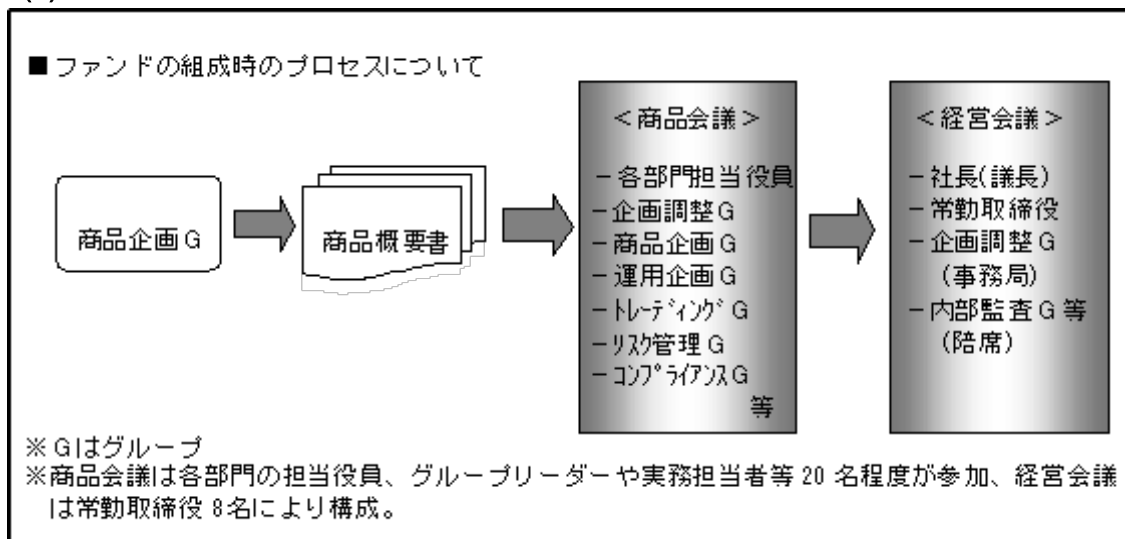 ■ファンドの組成時のプロセスについて
商品企画G
商品概要書
＜商品会議＞
－各部門担当役員
－企画調整G
－商品企画G
－運用企画G
－ﾄﾚｰﾃﾞｨﾝｸﾞG
－ﾘｽｸ管理G
－ｺﾝﾌﾟﾗｲｱﾝｽG
等
＜経営会議＞
－社長(議長)
－常勤取締役
－企画調整G
(事務局)
－内部監査G等
(陪席)
※Gはグループ
※商品会議は各部門の担当役員、グループリーダーや実務担当者等 20 名程度が参加、経営会議
は常勤取締役 8名により構成。